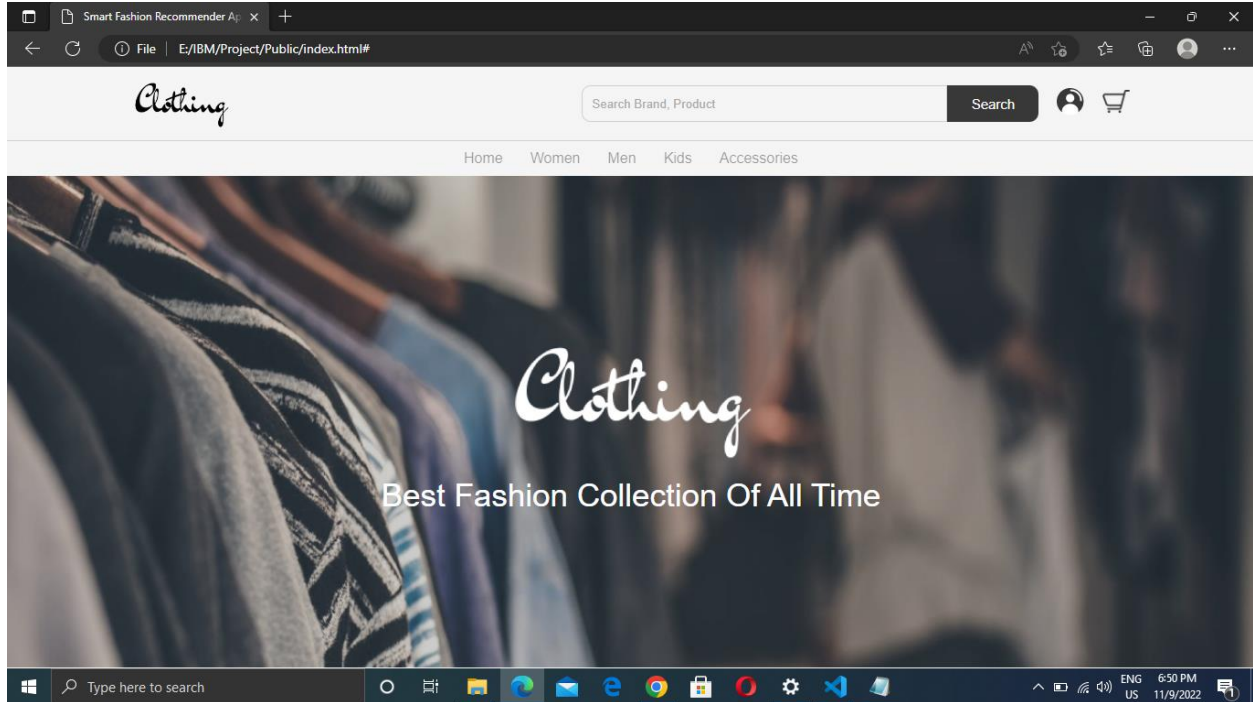 Smart Fashion Recommender Ap
File | E:/IBM/Project/Public/index.html#
Clothing
Search Brand, Product
Search
Home Women Men Kids Accessories
Clothing
Best Fashion Collection Of All Time
Type here to search
ENG 6:50 PM
US 11/9/2022
1